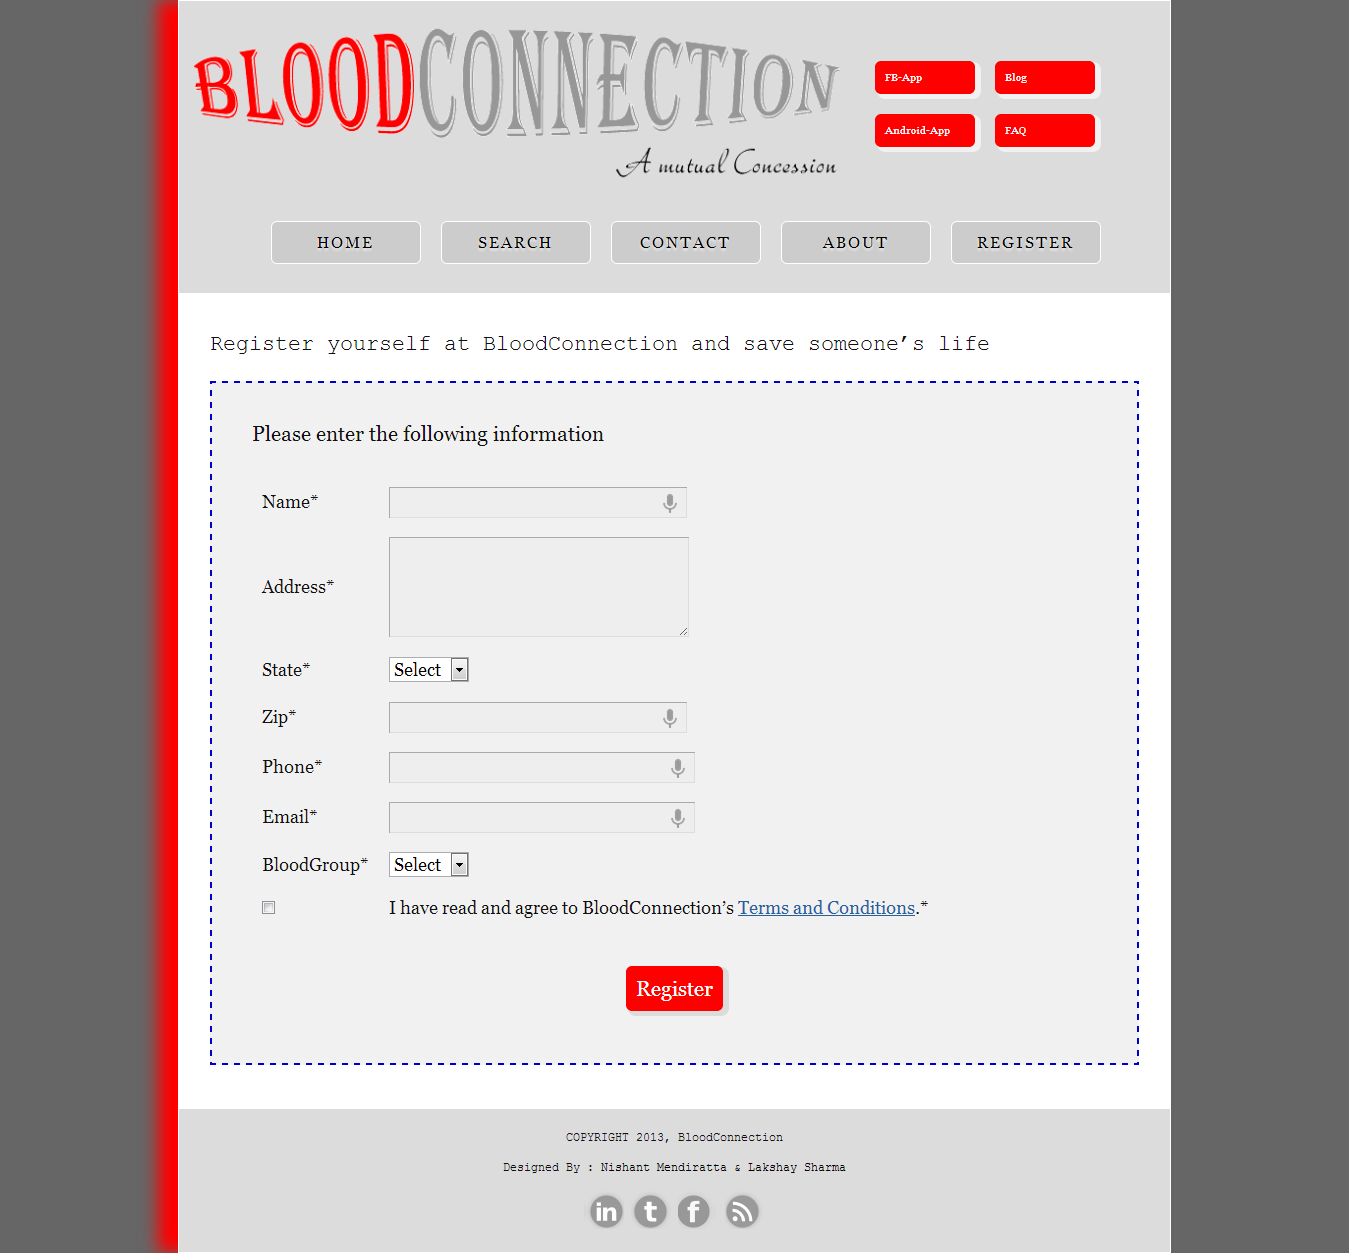 BLOODCONNECTION
A mutual Concession
FB-App
Blog
Android-App
FAQ
HOME
SEARCH
CONTACT
ABOUT
REGISTER
Register yourself at BloodConnection and save someone’s life
Please enter the following information
Name*
Address*
State*
Select
Zip*
Phone*
Email*
BloodGroup*
Select
I have read and agree to BloodConnection’s Terms and Conditions.*
Register
COPYRIGHT 2013, BloodConnection
Designed By : Nishant Mendiratta & Lakshay Sharma
in t f